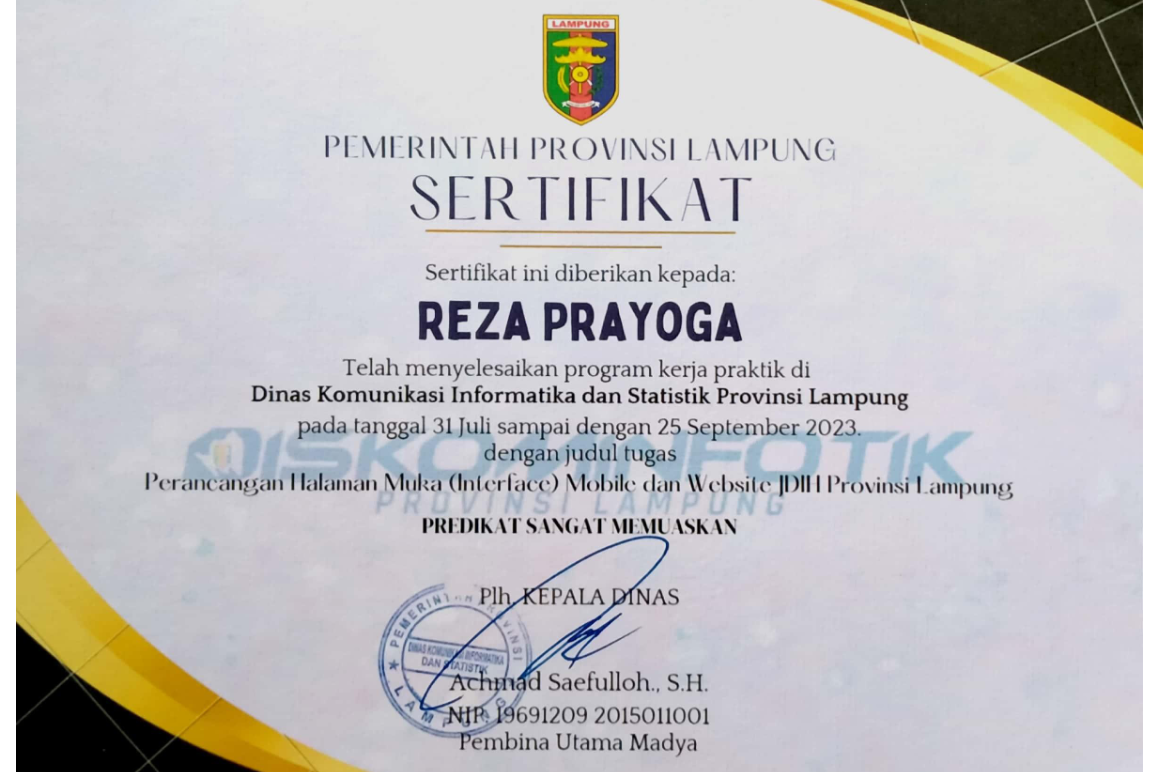 LAMPUNG
PEMERINTAH PROVINSI LAMPUNG
SERTIFIKAT
Sertifikat ini diberikan kepada:
REZA PRAYOGA
Telah menyelesaikan program kerja praktik di
Dinas Komunikasi Informatika dan Statistik Provinsi Lampung
pada tanggal 31 Juli sampai dengan 25 September 2023.
dengan judul tugas
DISKOMINFOTIK
Perancangan Halaman Muka (Interface) Mobile dan Website JDIH Provinsi Lampung
PROVINSI LAMPUNG
PREDIKAT SANGAT MEMUASKAN
Plh. KEPALA DINAS
PEMERINTAH PROVINSI
DINAS KOMUNIKASI INFORMATIKA
DAN STATISTIK
LAMPUNG
Achmad Saefulloh., S.H.
NIP. 19691209 2015011001
Pembina Utama Madya